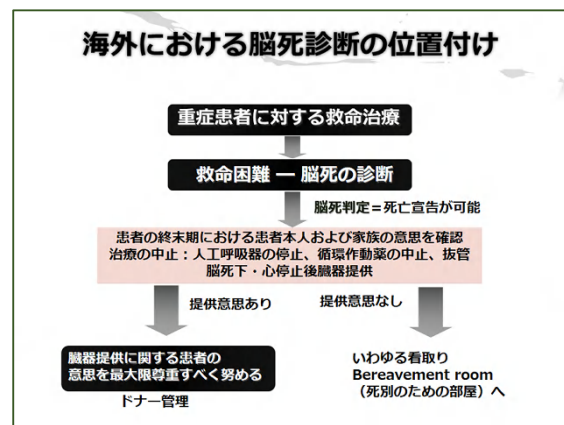 海外における脳死診断の位置付け
重症患者に対する救命治療
救命困難 ― 脳死の診断
脳死判定＝死亡宣告が可能
患者の終末期における患者本人および家族の意思を確認
治療の中止：人工呼吸器の停止、循環作動薬の中止、抜管
脳死下・心停止後臓器提供
提供意思あり
提供意思なし
臓器提供に関する患者の
意思を最大限尊重すべく努める
ドナー管理
いわゆる看取り
Bereavement room
（死別のための部屋）へ